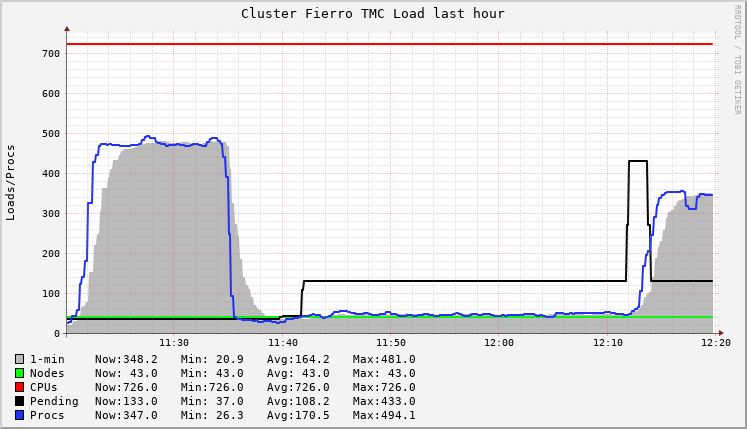 Cluster Fierro TMC Load last hour
RRDTOOL / TOBI OETIKER
Loads/Procs
700
600
500
400
300
200
100
0
11:30 11:40 11:50 12:00 12:10 12:20
1-min Now:348.2 Min: 20.9 Avg:164.2 Max:481.0
Nodes Now: 43.0 Min: 43.0 Avg: 43.0 Max: 43.0
CPUs Now:726.0 Min:726.0 Avg:726.0 Max:726.0
Pending Now:133.0 Min: 37.0 Avg:108.2 Max:433.0
Procs Now:347.0 Min: 26.3 Avg:170.5 Max:494.1